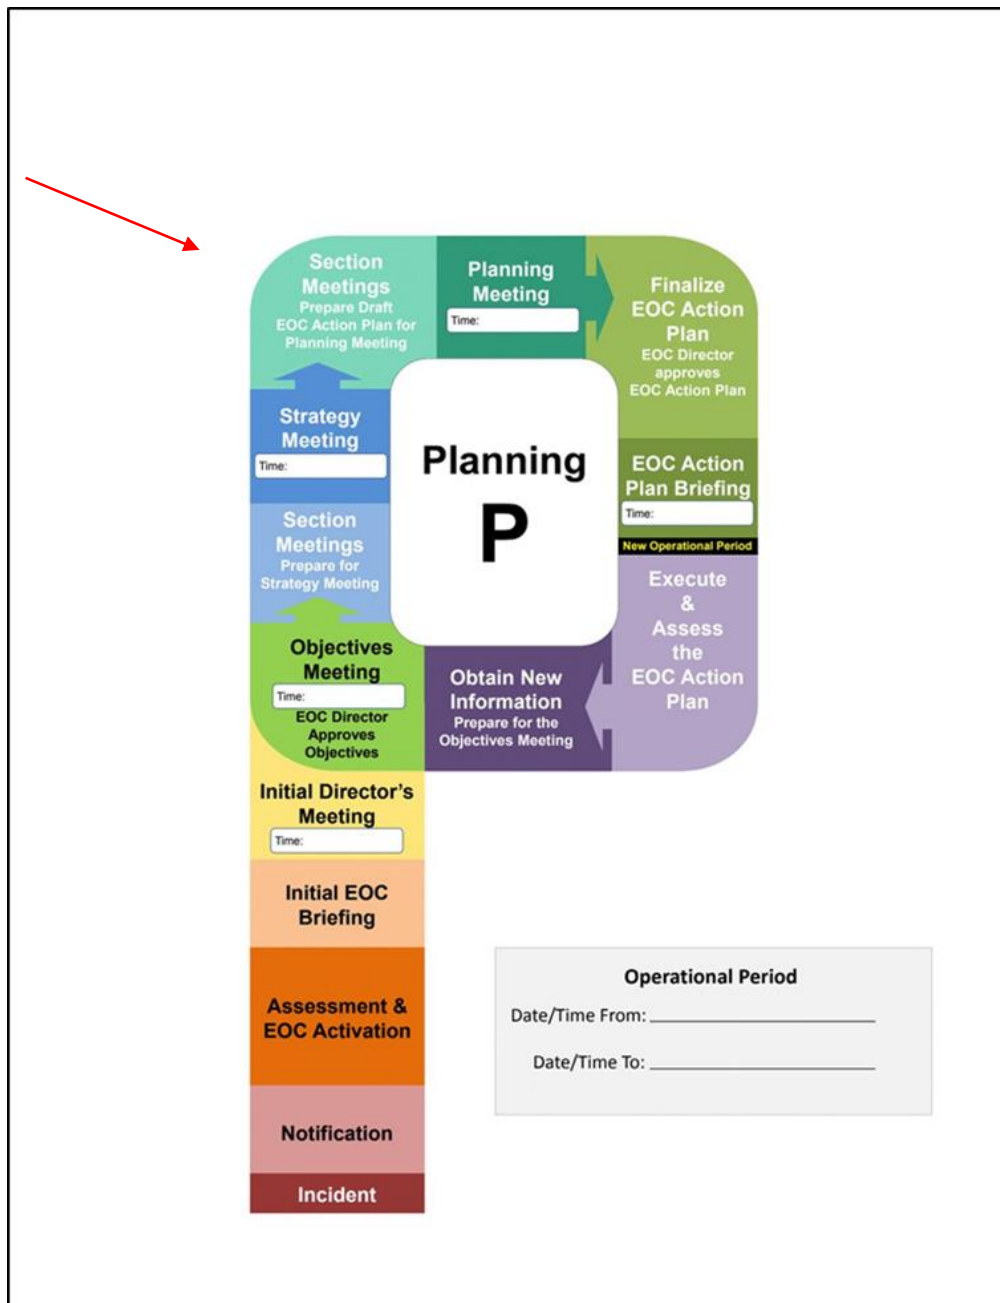 Section
Meetings
Prepare Draft
EOC Action Plan for
Planning Meeting
Planning
Meeting
Time:
Finalize
EOC Action
Plan
EOC Director
approves
EOC Action Plan
Strategy
Meeting
Time:
Planning
P
EOC Action
Plan Briefing
Time:
New Operational Period
Section
Meetings
Prepare for
Strategy Meeting
Execute
&
Assess
the
EOC Action
Plan
Objectives
Meeting
Time:
EOC Director
Approves
Objectives
Obtain New
Information
Prepare for the
Objectives Meeting
Initial Director's
Meeting
Time:
Initial EOC
Briefing
Assessment &
EOC Activation
Notification
Incident
Operational Period
Date/Time From:
Date/Time To: